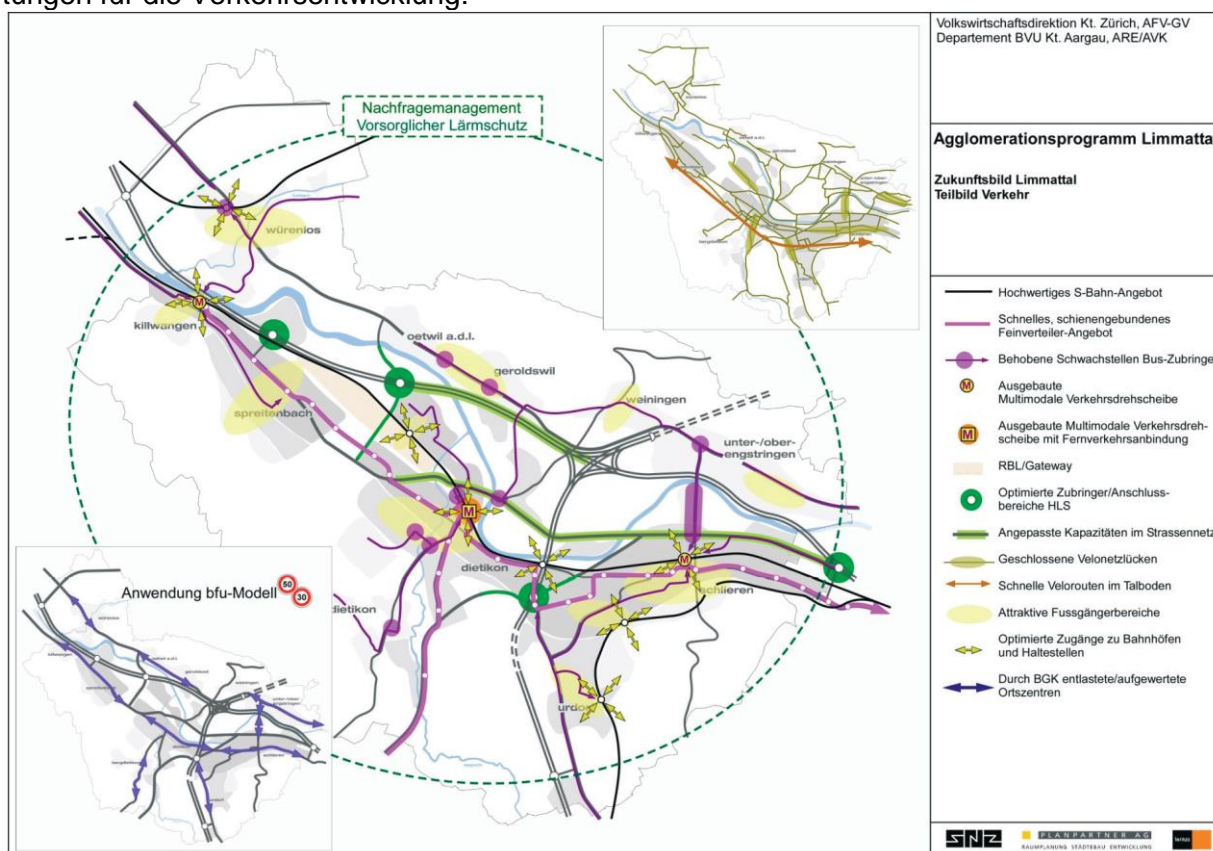 tungen für die Verkehrsentwicklung.
Volkswirtschaftsdirektion Kt. Zürich, AFV-GV
Departement BVU Kt. Aargau, ARE/AVK
Agglomerationsprogramm Limmatta
Zukunftsbild Limmattal
Teilbild Verkehr
Hochwertiges S-Bahn-Angebot
Schnelles, schienengebundenes
Feinverteiler-Angebot
Behobene Schwachstellen Bus-Zubringe
M
Ausgebaute
Multimodale Verkehrsdrehscheibe
M
Ausgebaute Multimodale Verkehrsdreh-
scheibe mit Fernverkehrsanbindung
RBL/Gateway
Optimierte Zubringer/Anschluss-
bereiche HLS
Angepasste Kapazitäten im Strassennetz
Geschlossene Velonetzlücken
Schnelle Velorouten im Talboden
Attraktive Fussgängerbereiche
Optimierte Zugänge zu Bahnhöfen
und Haltestellen
Durch BGK entlastete/aufgewertete
Ortszentren
SNZ
PLANPARTNER AG
RAUMPLANUNG STÄDTEBAU ENTWICKLUNG
Nachfragemanagement
Vorsorglicher Lärmschutz
würenlos
M
killwangen
oetwil a.d.l.
geroldswil
spreitenbach
weiningen
unter-/ober-
engstringen
M
dietikon
M
schlieren
dietikon
urdorf
Anwendung bfu-Modell
50
30